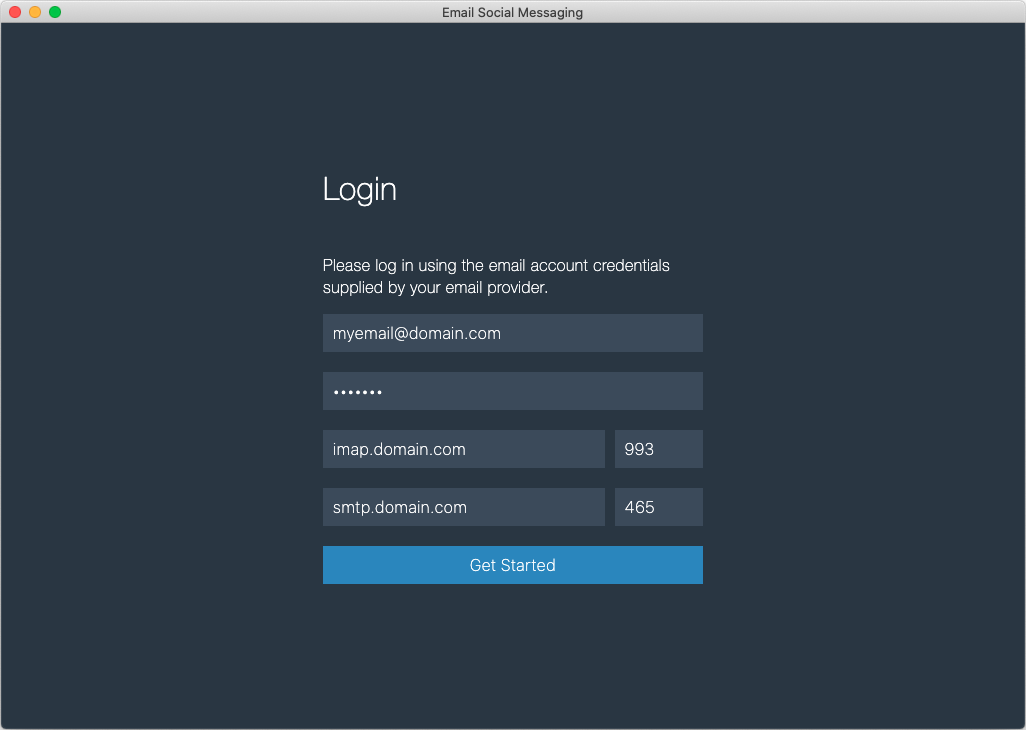 Email Social Messaging
Login
Please log in using the email account credentials
supplied by your email provider.
myemail@domain.com
•••••••
imap.domain.com 993
smtp.domain.com 465
Get Started